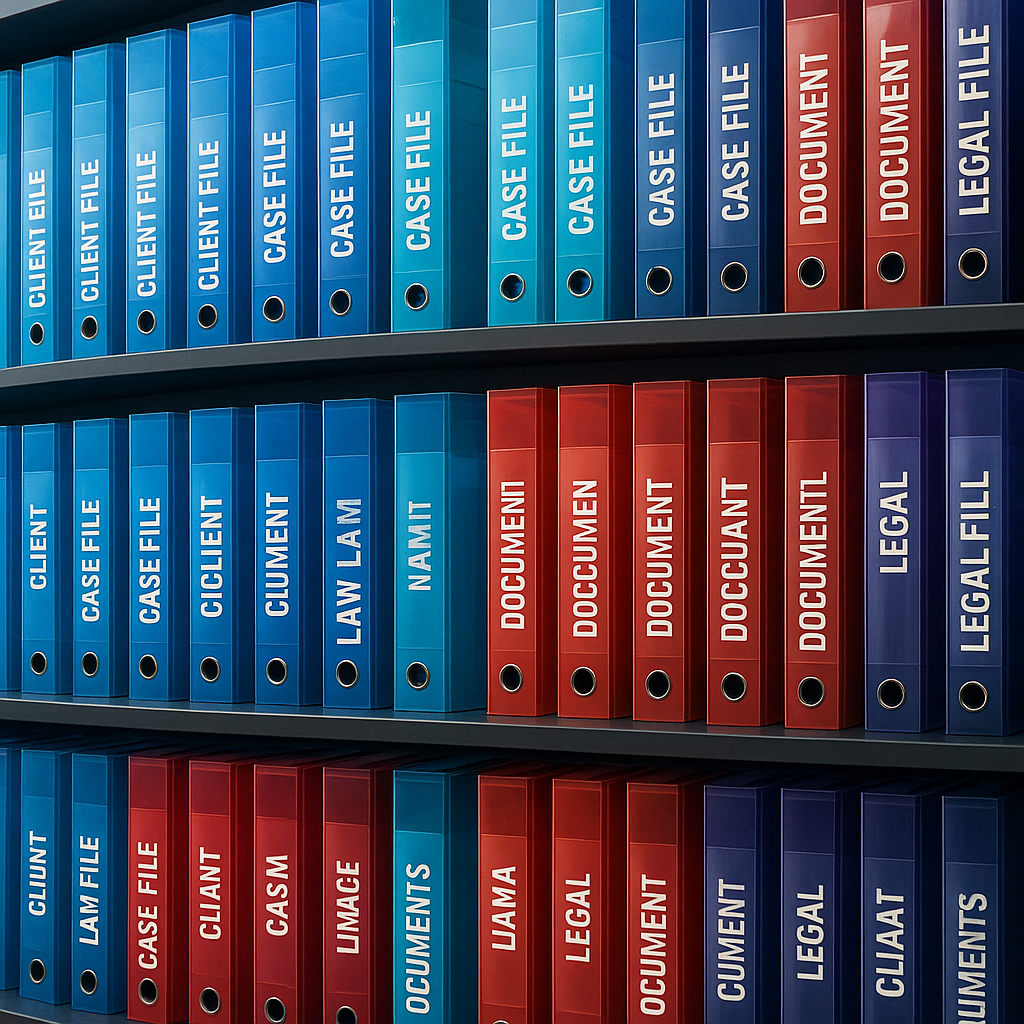 CLIENT EILE
CLIENT FILE
CLIENT FILE
CLIENT FILE
CASE FILE
CASE FILE
CASE FILE
CASE FILE
CASE FILE
CASE FILE
CASE FILE
DOCUMENT
DOCUMENT
LEGAL FILE
CLIENT
CASE FILE
CASE FILE
CICLIENT
CLUMENT
LAW LAM
NAMIT
DOCUMENП
DOCCUMEN
DOCUMENT
DOCCUANT
DOCUMENTL
LEGAL
LEGAL FILL
CLIUNT
LAM FILE
CASE FILE
CLIANT
CASM
LIMACE
OCUMENTS
IJAMA
LEGAL
OCUMENT
CUMENT
LEGAL
CLIAAT
RUMENTS